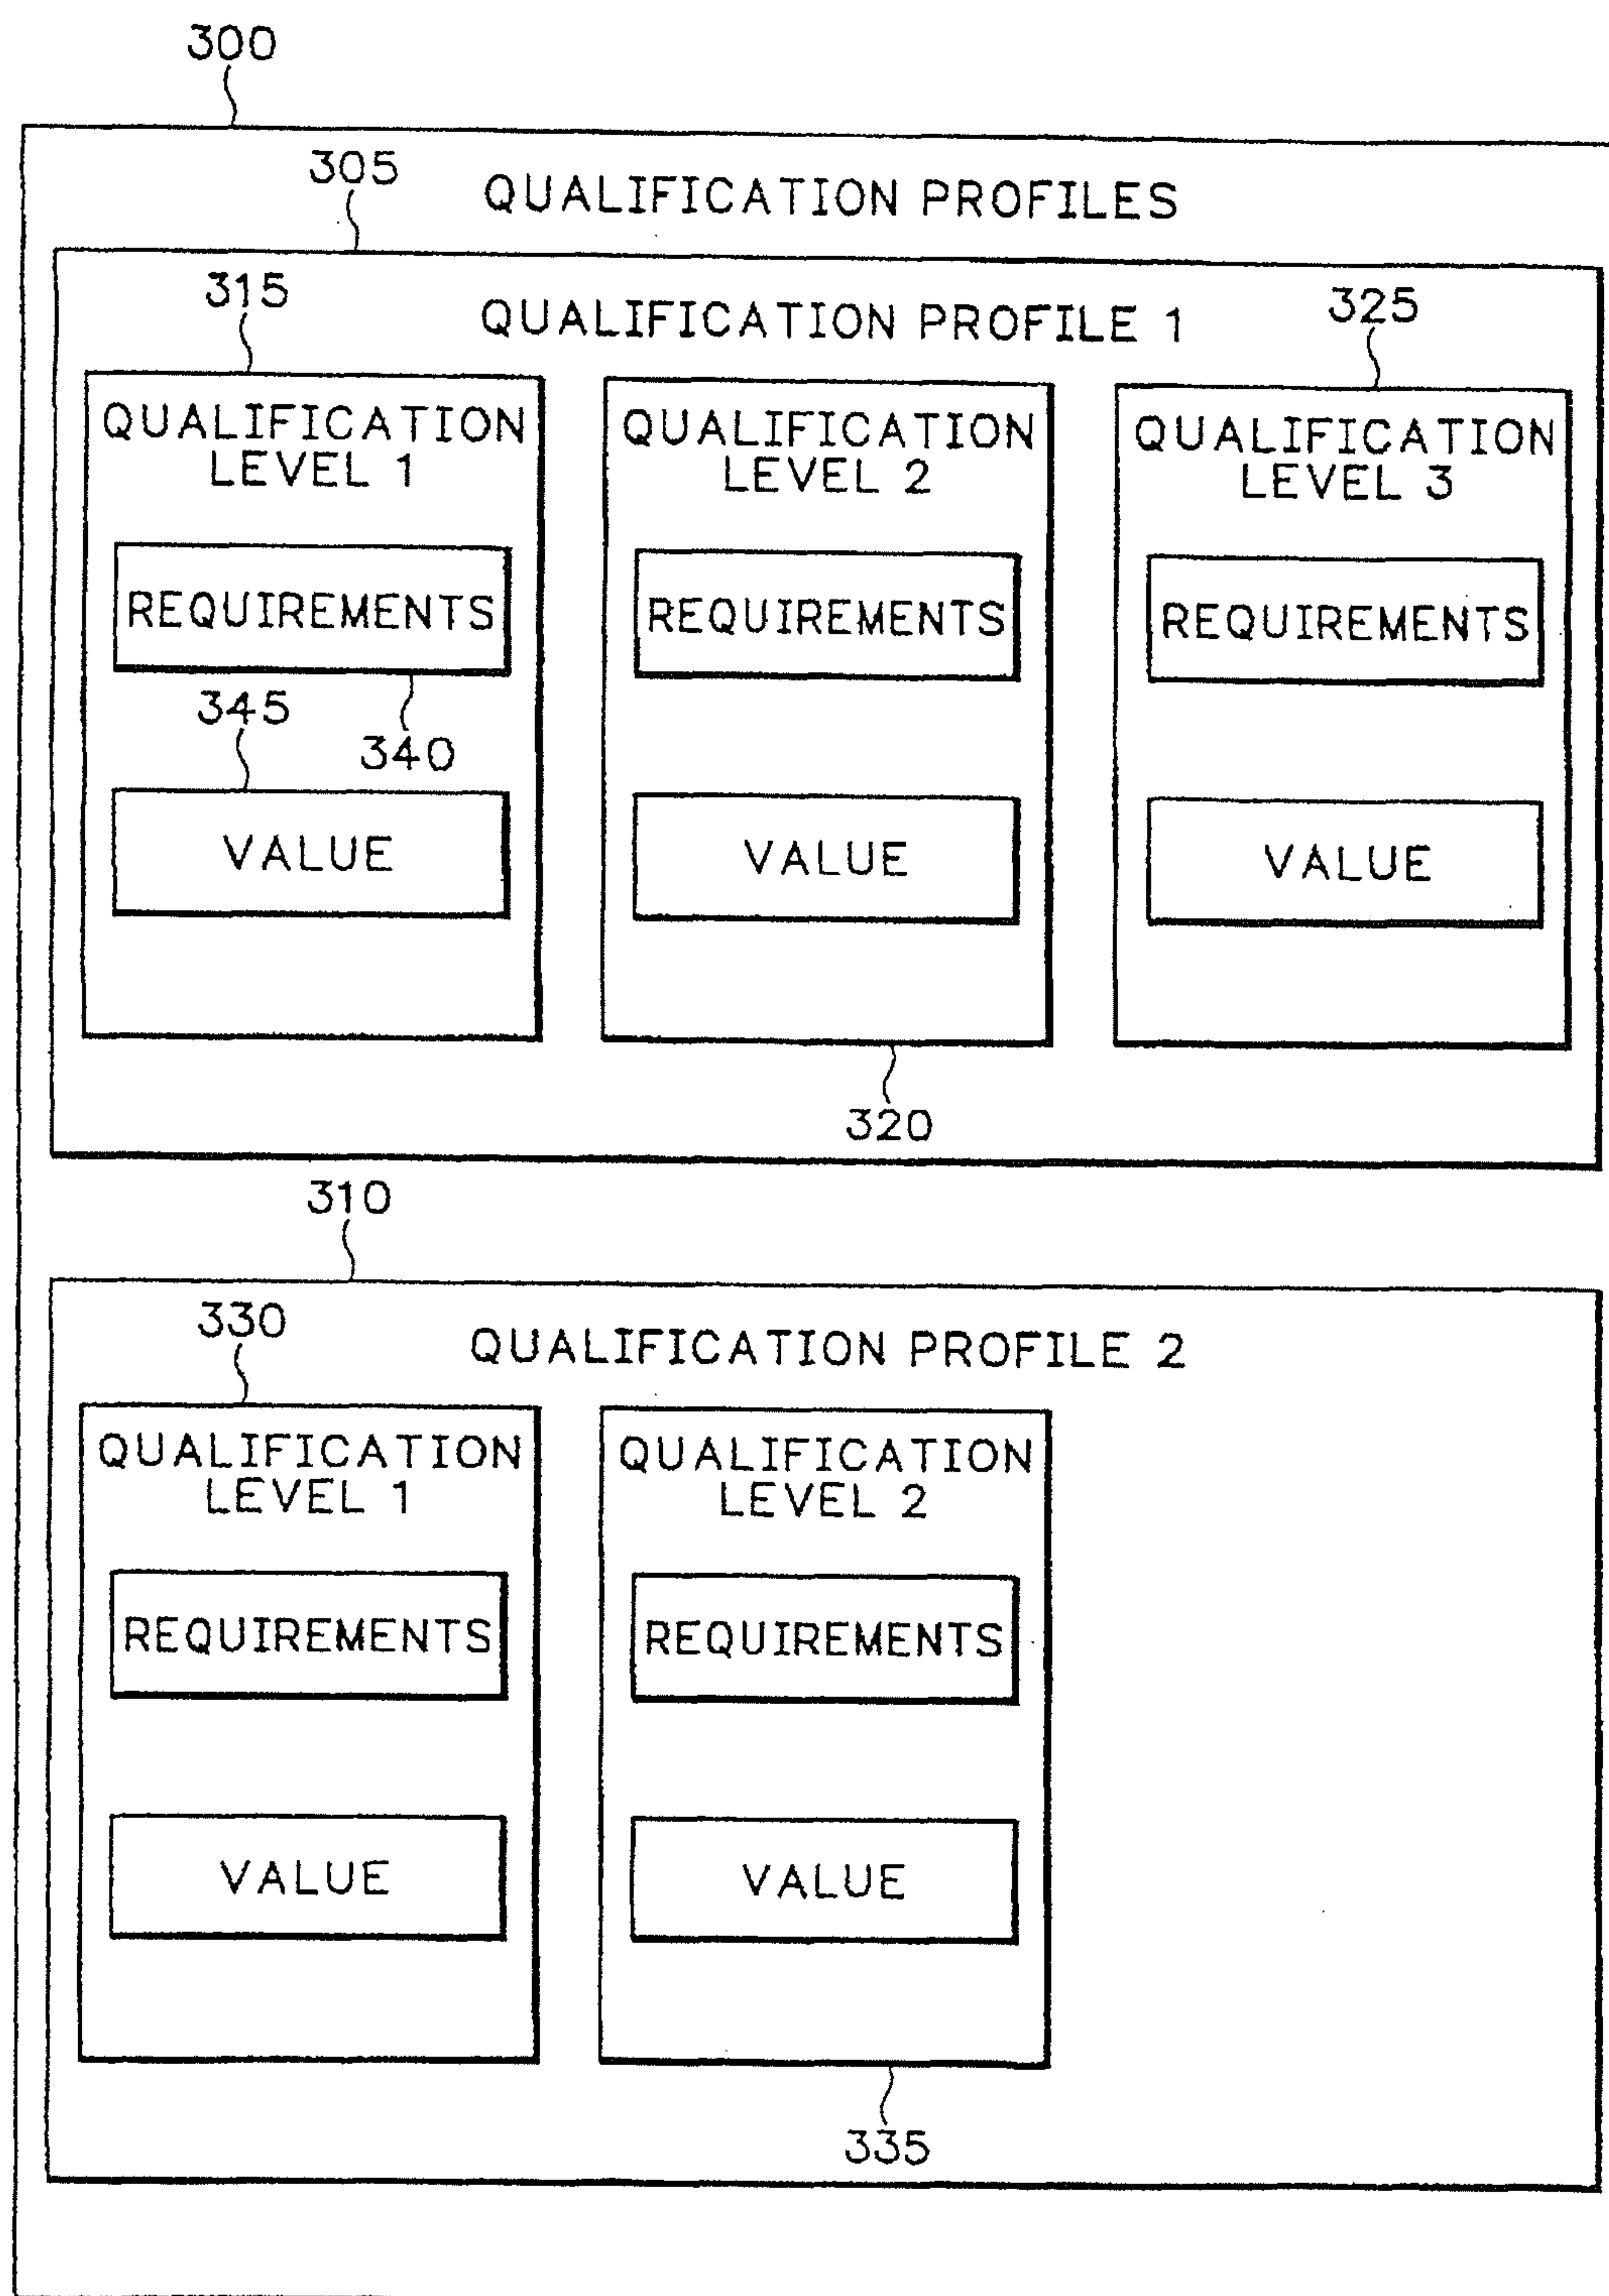 300
305
QUALIFICATION PROFILES
315
QUALIFICATION PROFILE 1
325
QUALIFICATION
LEVEL 1
QUALIFICATION
LEVEL 2
QUALIFICATION
LEVEL 3
REQUIREMENTS
REQUIREMENTS
REQUIREMENTS
345
340
VALUE
VALUE
VALUE
320
310
330
QUALIFICATION PROFILE 2
QUALIFICATION
LEVEL 1
QUALIFICATION
LEVEL 2
REQUIREMENTS
REQUIREMENTS
VALUE
VALUE
335